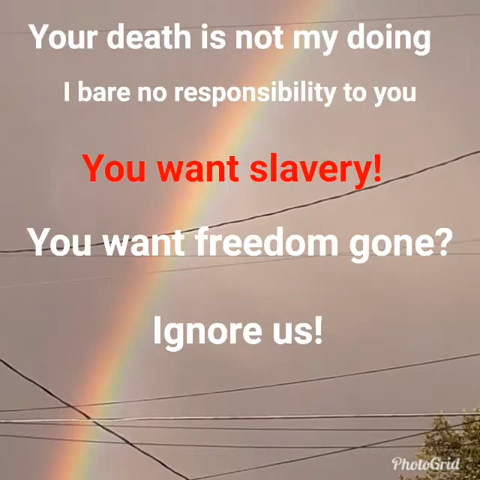 Your death is not my doing
I bare no responsibility to you
You want slavery!
You want freedom gone?
Ignore us!
PhotoGrid